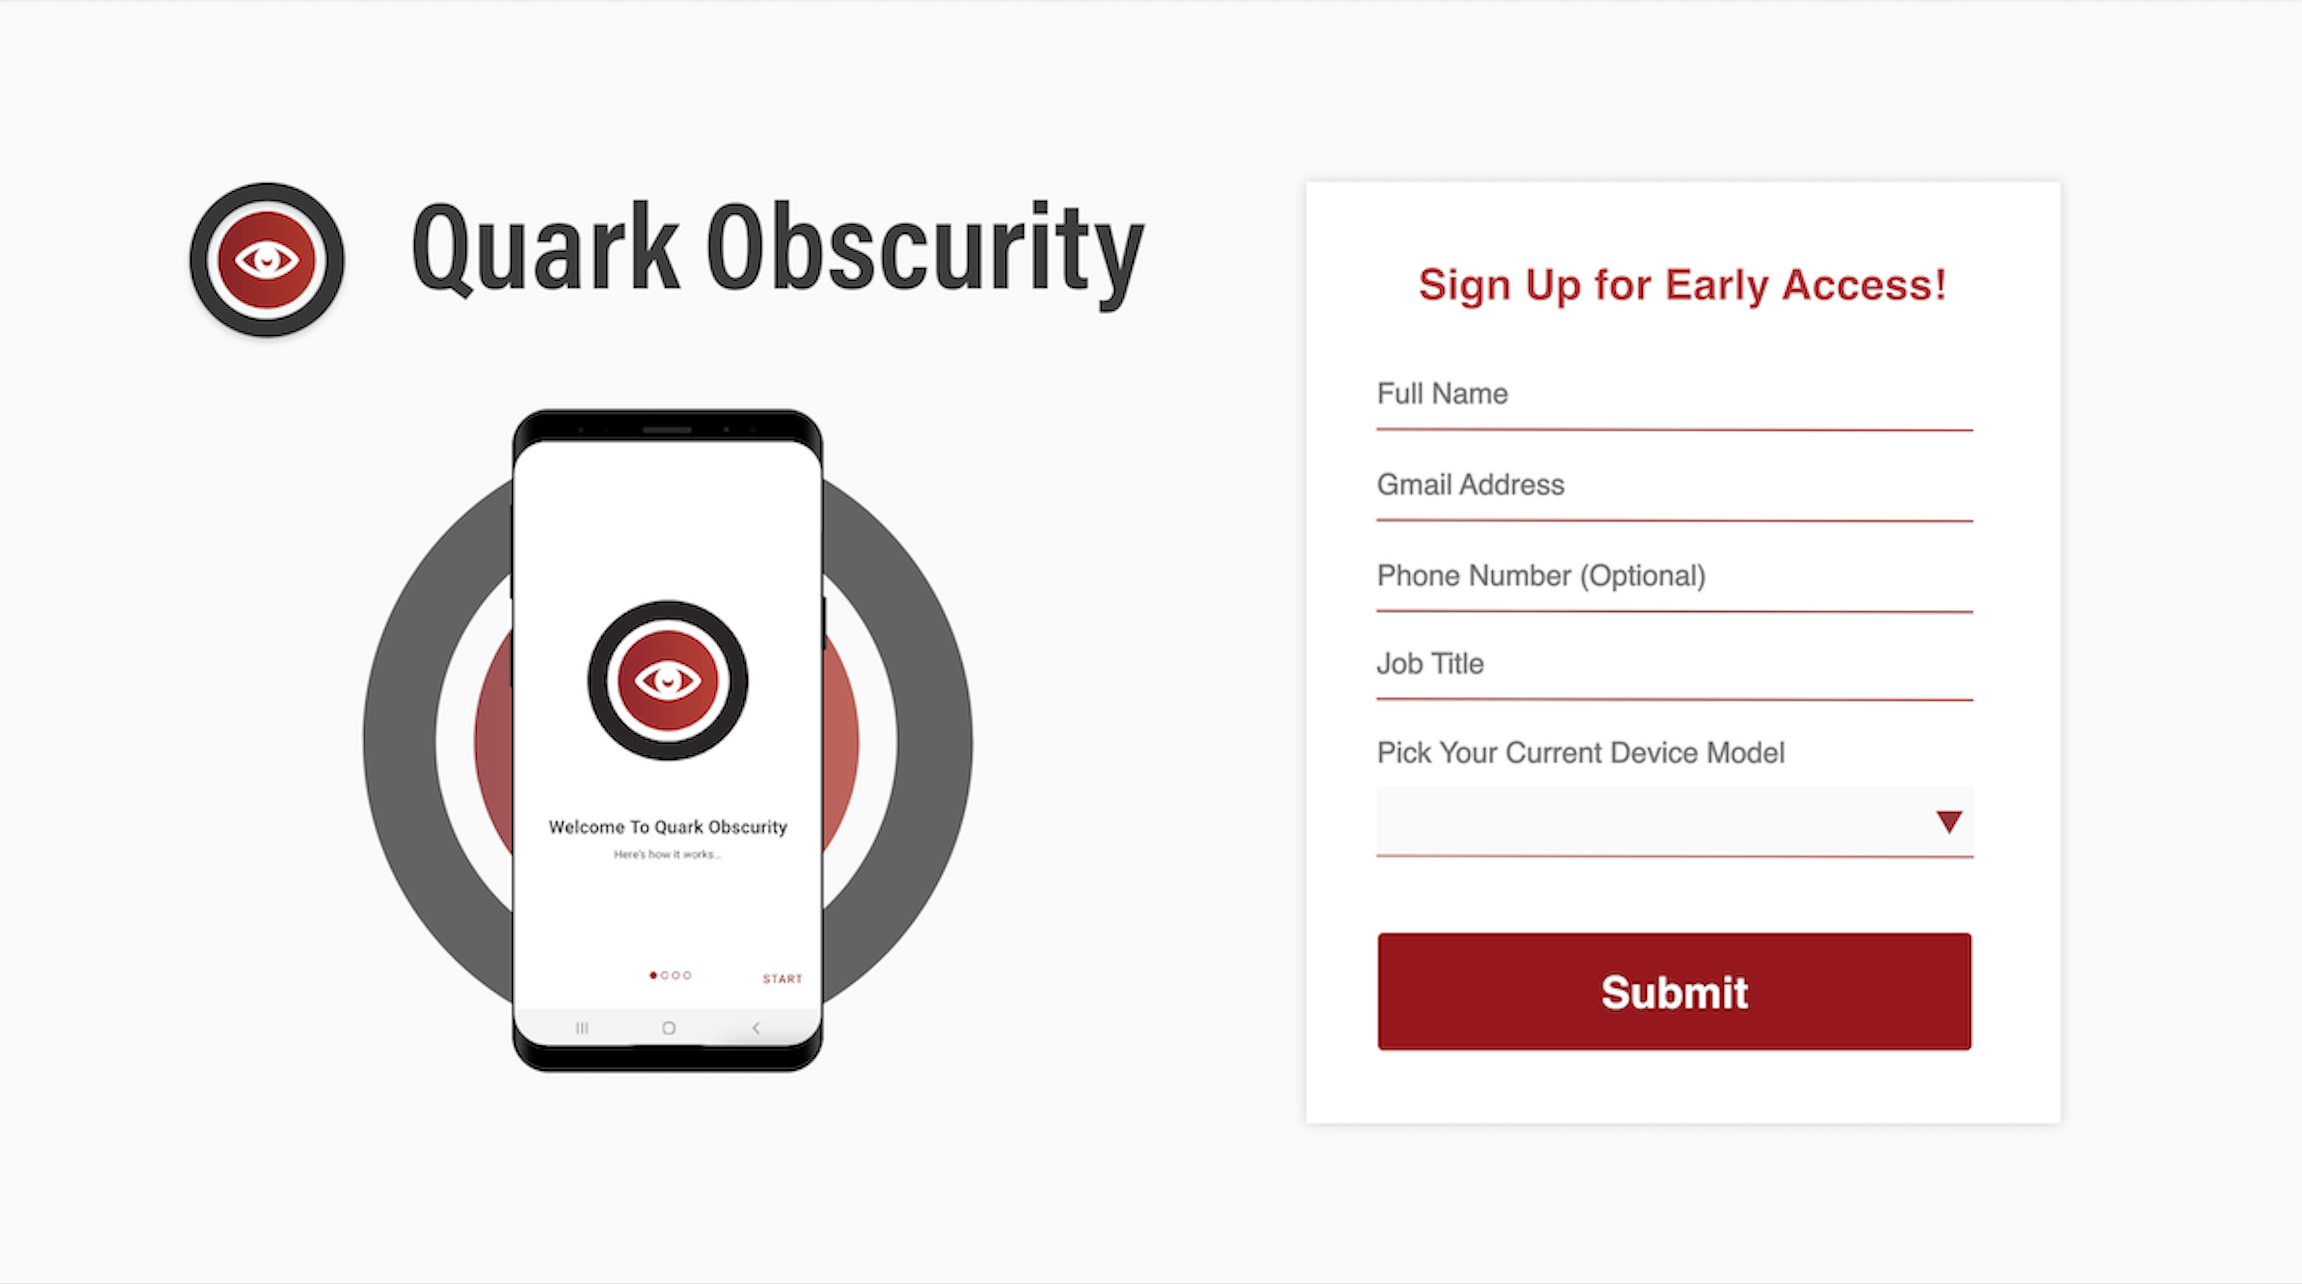 Quark Obscurity
Welcome To Quark Obscurity
Here's how it works...
START
Sign Up for Early Access!
Full Name
Gmail Address
Phone Number (Optional)
Job Title
Pick Your Current Device Model
Submit